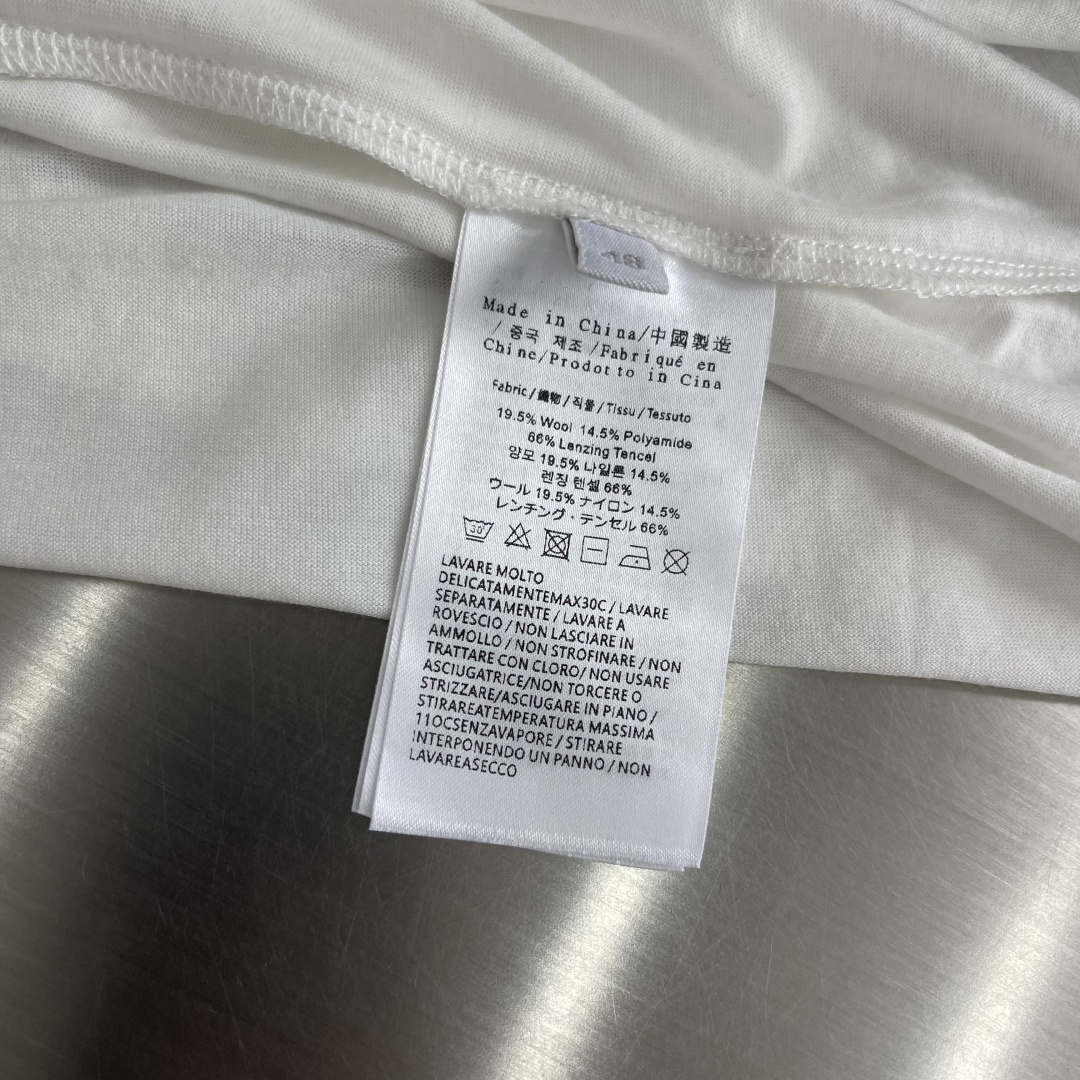 Made in China/中國製造
/ 중국 제조 /Fabriqué en
Chine/Prodotto in Cina
Fabric/織物/직물/Tissu/Tessuto
19.5% Wool 14.5% Polyamide
66% Lenzing Tencel
양모 19.5% 나일론 14.5%
렌징 텐셀 66%
ウール 19.5% ナイロン 14.5%
レンチング・テンセル 66%
30°
LAVARE MOLTO
DELICATAMENTEMAX30C / LAVARE
SEPARATAMENTE / LAVARE A
ROVESCIO / NON LASCIARE IN
AMMOLLO / NON STROFINARE / NON
TRATTARE CON CLORO/ NON USARE
ASCIUGATRICE/NON TORCERE O
STRIZZARE/ASCIUGARE IN PIANO /
STIRAREATEMPERATURA MASSIMA
110CSENZAVAPORE / STIRARE
INTERPONENDO UN PANNO / NON
LAVAREASECCO